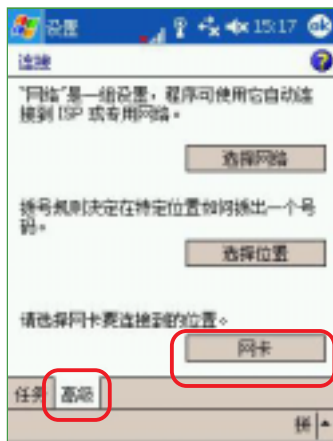 设置 15:17 ok
连接
"网络"是一组设置，程序可使用它自动连
接到 ISP 或专用网络。
选择网络
拨号规则决定在特定位置如何拨出一个号
码。
选择位置
请选择网卡要连接到的位置。
网卡
任务 高级
拼